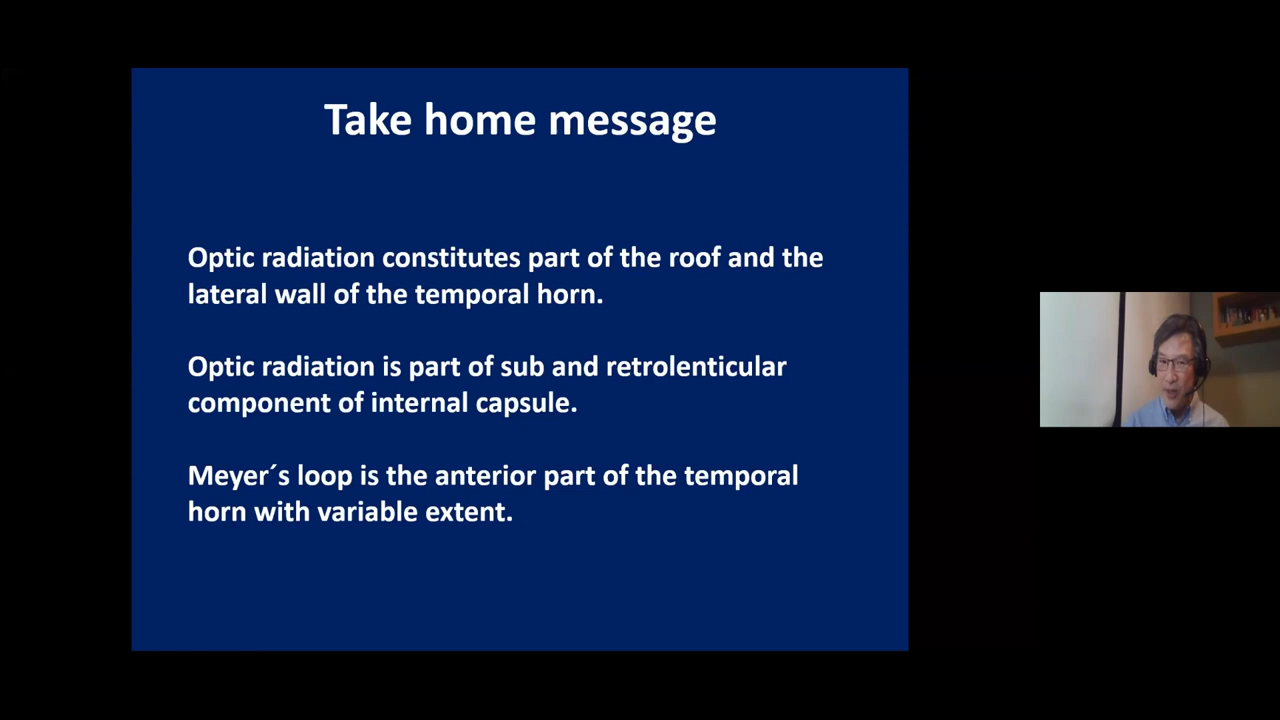 Take home message
Optic radiation constitutes part of the roof and the
lateral wall of the temporal horn.
Optic radiation is part of sub and retrolenticular
component of internal capsule.
Meyer´s loop is the anterior part of the temporal
horn with variable extent.